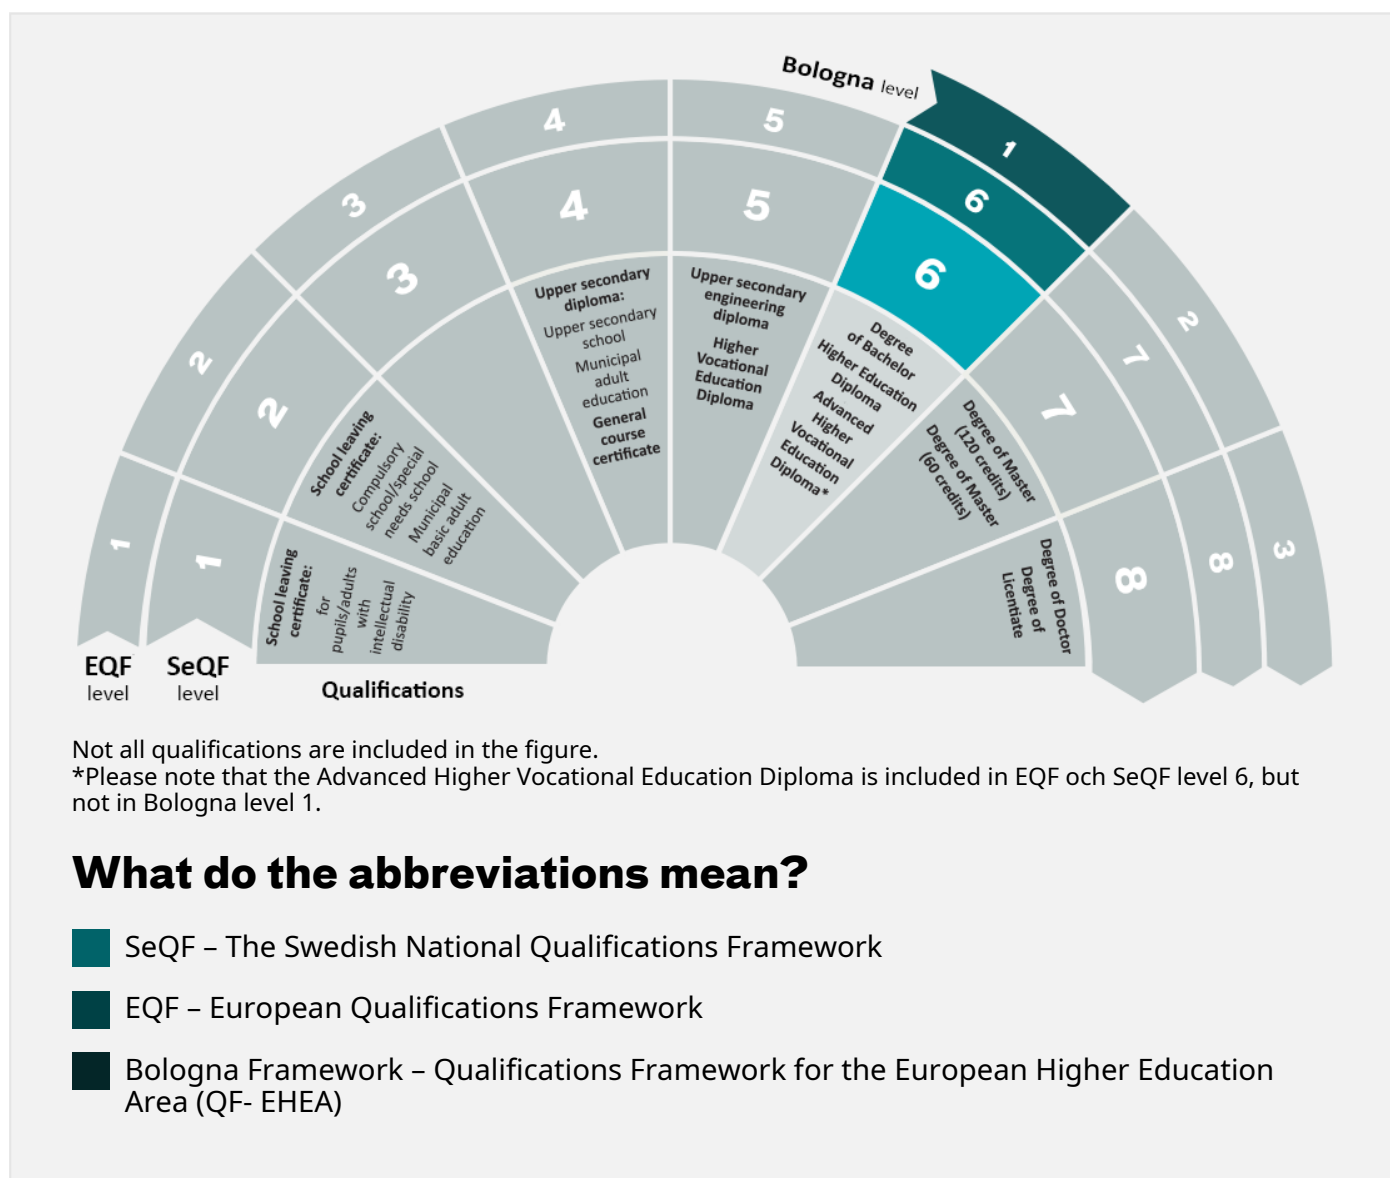 Bologna level
1
2
3
1
2
3
4
5
6
7
8
1
2
3
4
5
6
7
8
School leaving
certificate:
for
pupils/adults
with
intellectual
disability
School leaving
certificate:
Compulsory
school/special
needs school
Municipal
basic adult
education
Upper secondary
diploma:
Upper secondary
school
Municipal
adult
education
General
course
certificate
Upper secondary
engineering
diploma
Higher
Vocational
Education
Diploma
Degree
of Bachelor
Higher Education
Diploma
Advanced
Higher
Vocational
Education
Diploma*
Degree of Master
(120 credits)
Degree of Master
(60 credits)
Degree of Doctor
Degree of
Licentiate
EQF
level
SeQF
level
Qualifications
Not all qualifications are included in the figure.
*Please note that the Advanced Higher Vocational Education Diploma is included in EQF och SeQF level 6, but
not in Bologna level 1.
What do the abbreviations mean?
SeQF – The Swedish National Qualifications Framework
EQF – European Qualifications Framework
Bologna Framework – Qualifications Framework for the European Higher Education
Area (QF- EHEA)